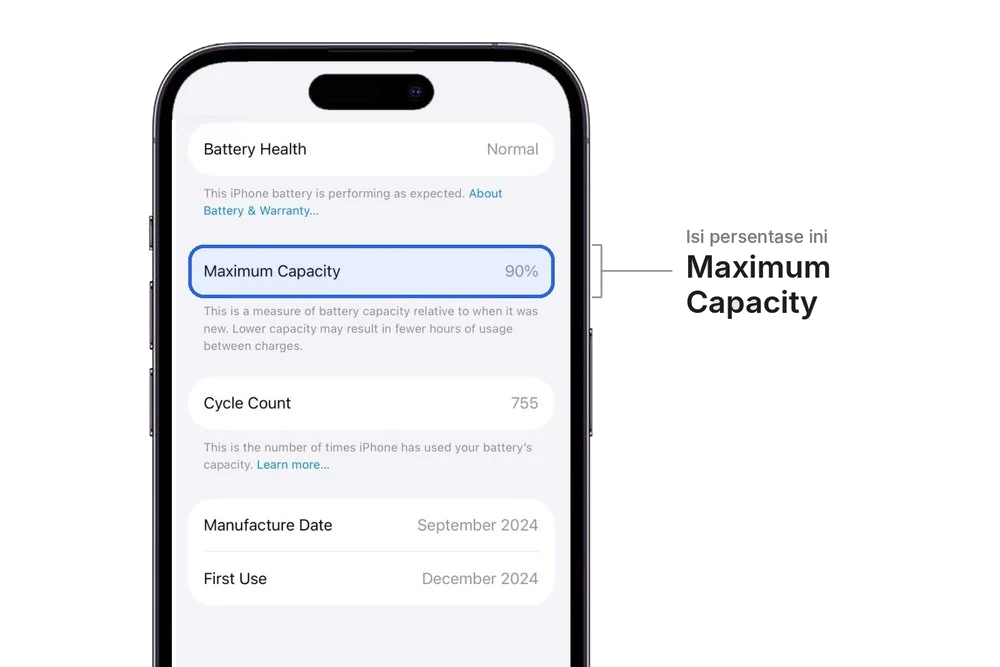 Battery Health
Normal
This iPhone battery is performing as expected. About
Battery & Warranty...
Maximum Capacity
90%
This is a measure of battery capacity relative to when it was
new. Lower capacity may result in fewer hours of usage
between charges.
Cycle Count
755
This is the number of times iPhone has used your battery's
capacity. Learn more...
Manufacture Date
September 2024
First Use
December 2024
Isi persentase ini
Maximum
Capacity